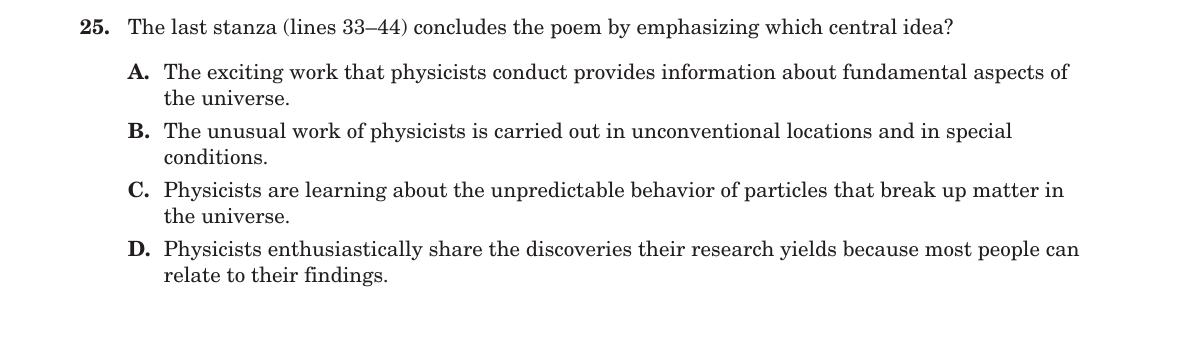 25. The last stanza (lines 33–44) concludes the poem by emphasizing which central idea?
A. The exciting work that physicists conduct provides information about fundamental aspects of
the universe.
B. The unusual work of physicists is carried out in unconventional locations and in special
conditions.
C. Physicists are learning about the unpredictable behavior of particles that break up matter in
the universe.
D. Physicists enthusiastically share the discoveries their research yields because most people can
relate to their findings.